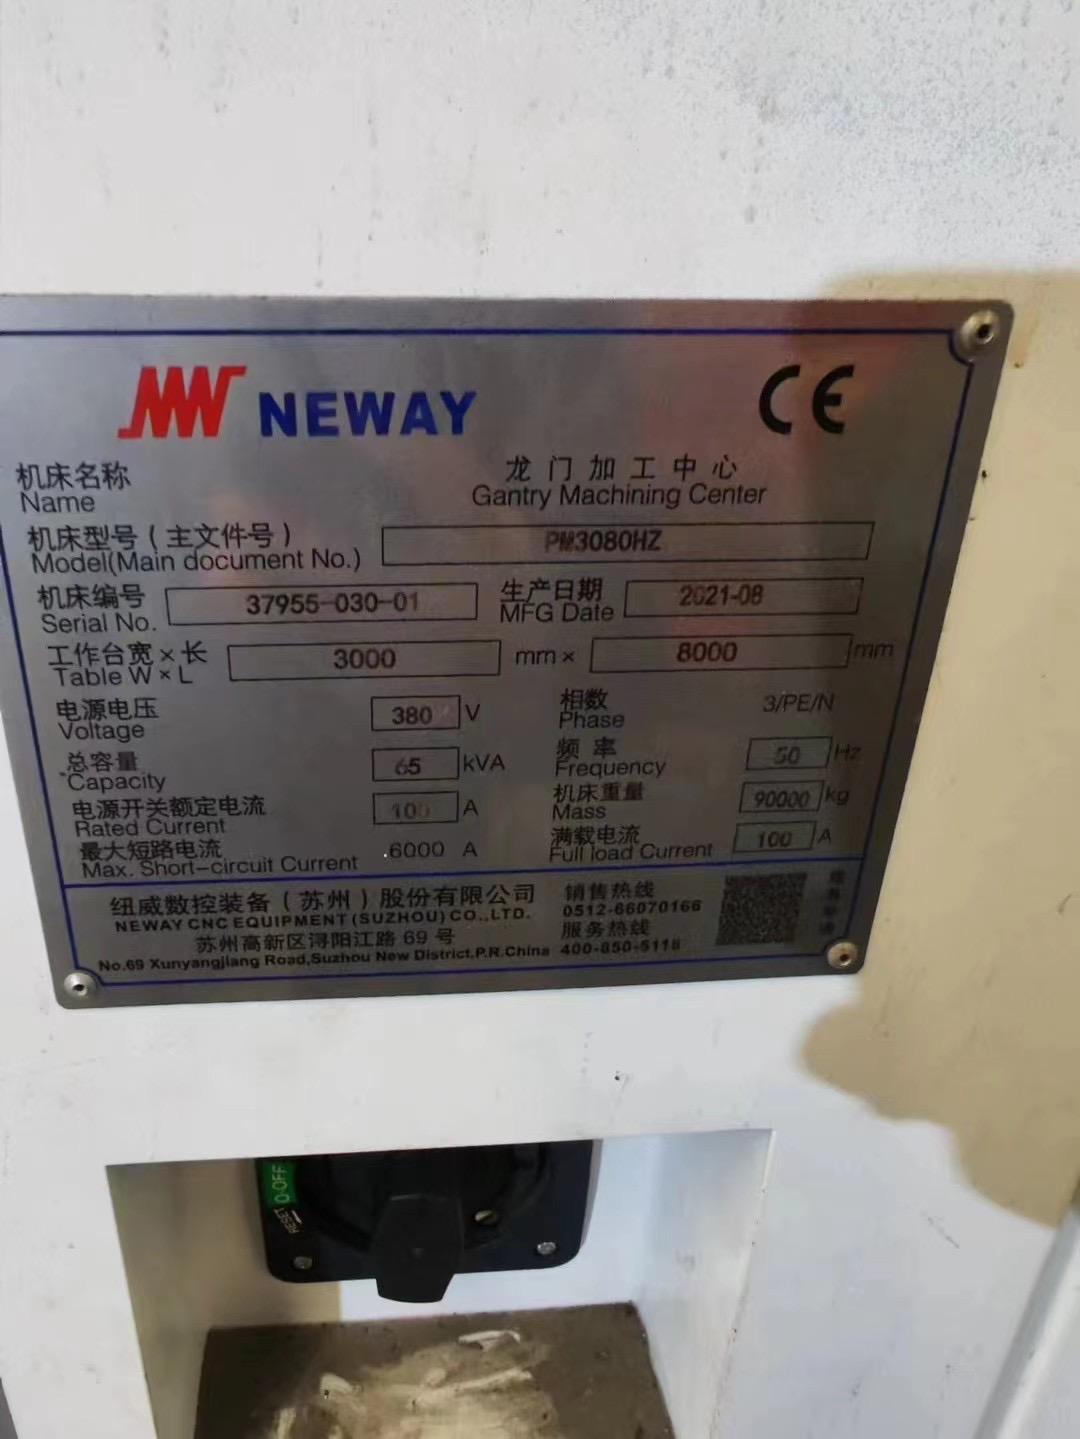 NEWAY CE
机床名称 龙门加工中心
Name Gantry Machining Center
机床型号(主文件号) PM3080HZ
Model(Main document No.)
机床编号 37955-030-01 生产日期 2021-08
Serial No. MFG Date
工作台宽×长 3000 mm× 8000 mm
Table W×L
电源电压 380 V 相数 3/PE/N
Voltage Phase
总容量 65 kVA 频率 50 Hz
Capacity Frequency
电源开关额定电流 100 A 机床重量 90000 kg
Rated Current Mass
最大短路电流 6000 A 满载电流 100 A
Max. Short-circuit Current Full load Current
纽威数控装备(苏州)股份有限公司 销售热线
NEWAY CNC EQUIPMENT (SUZHOU) CO.,LTD. 0512-66070166
苏州高新区浔阳江路 69 号 服务热线
No.69 Xunyangjiang Road,Suzhou New District,P.R.China 400-850-5118
O·OFF
RESET